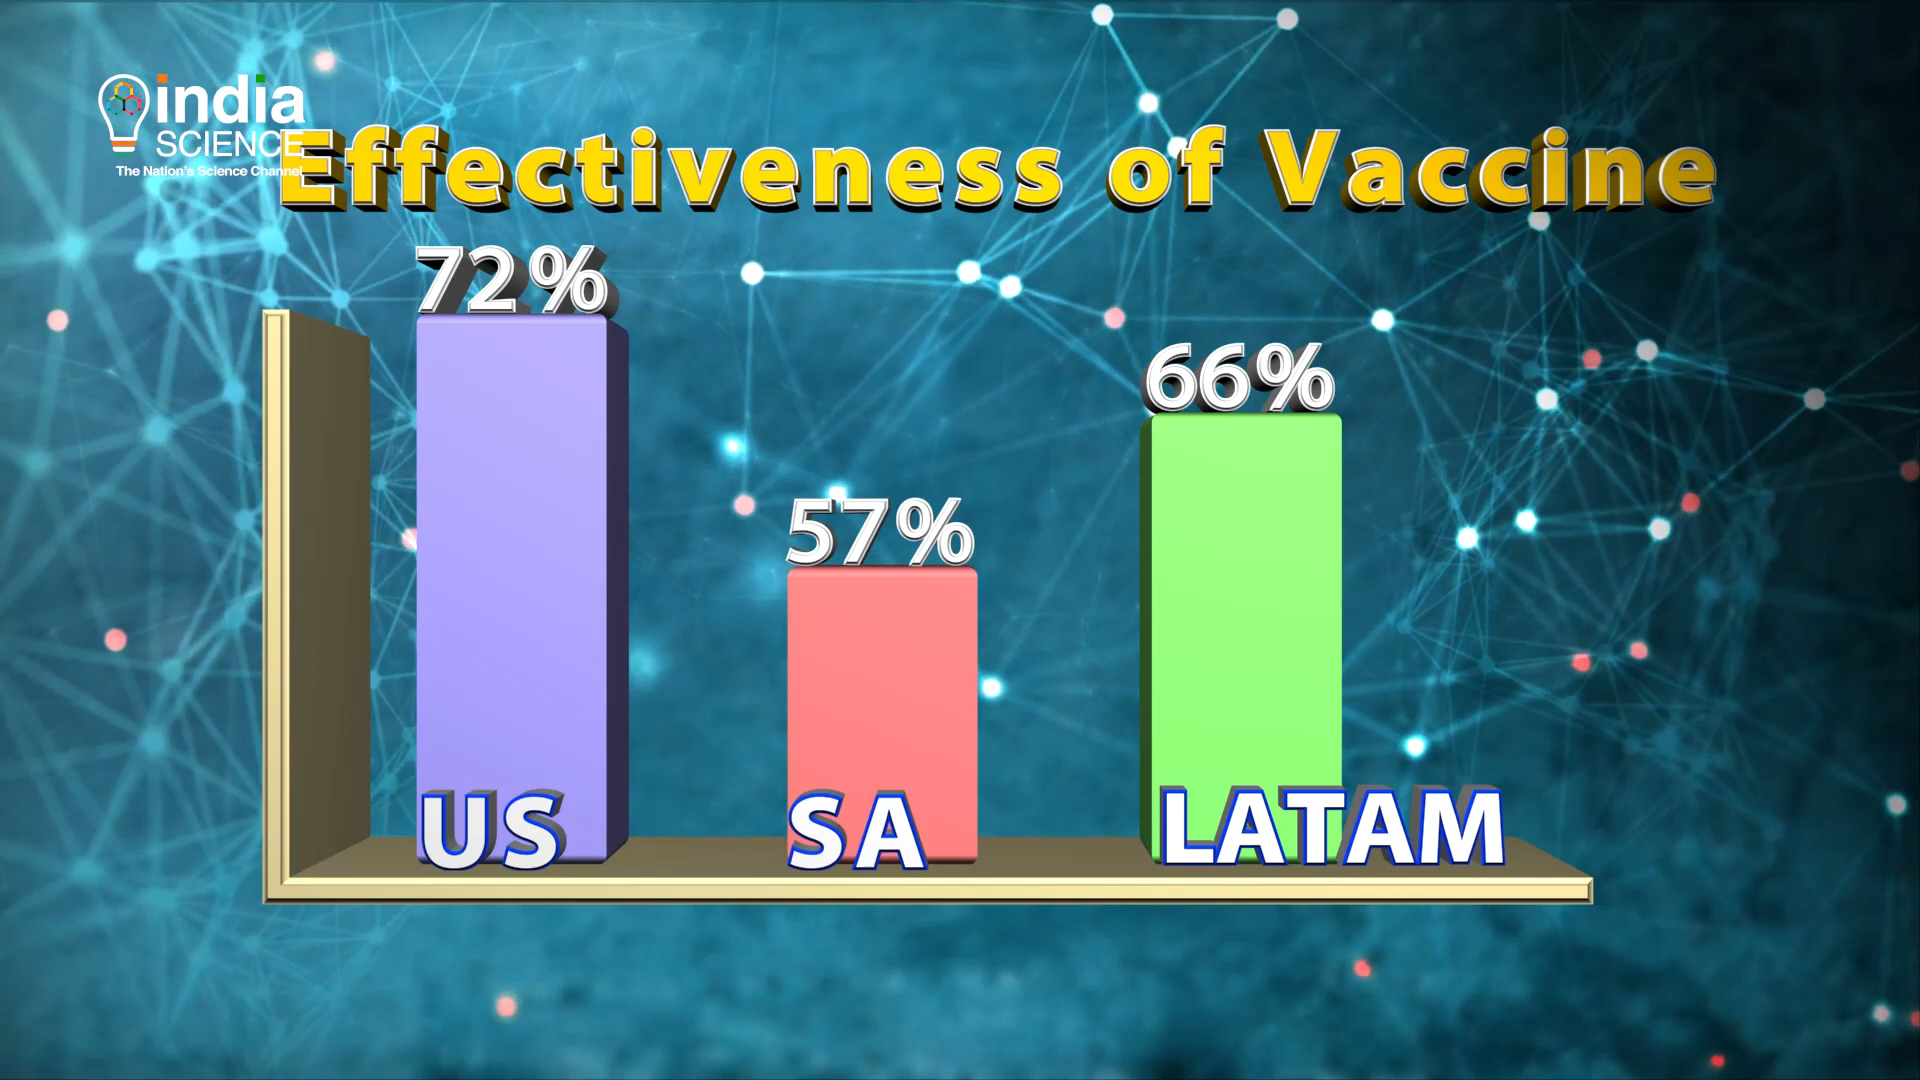 india
SCIENCE
The Nation's Science Channel
Effectiveness of Vaccine
72%
57%
66%
US
SA
LATAM